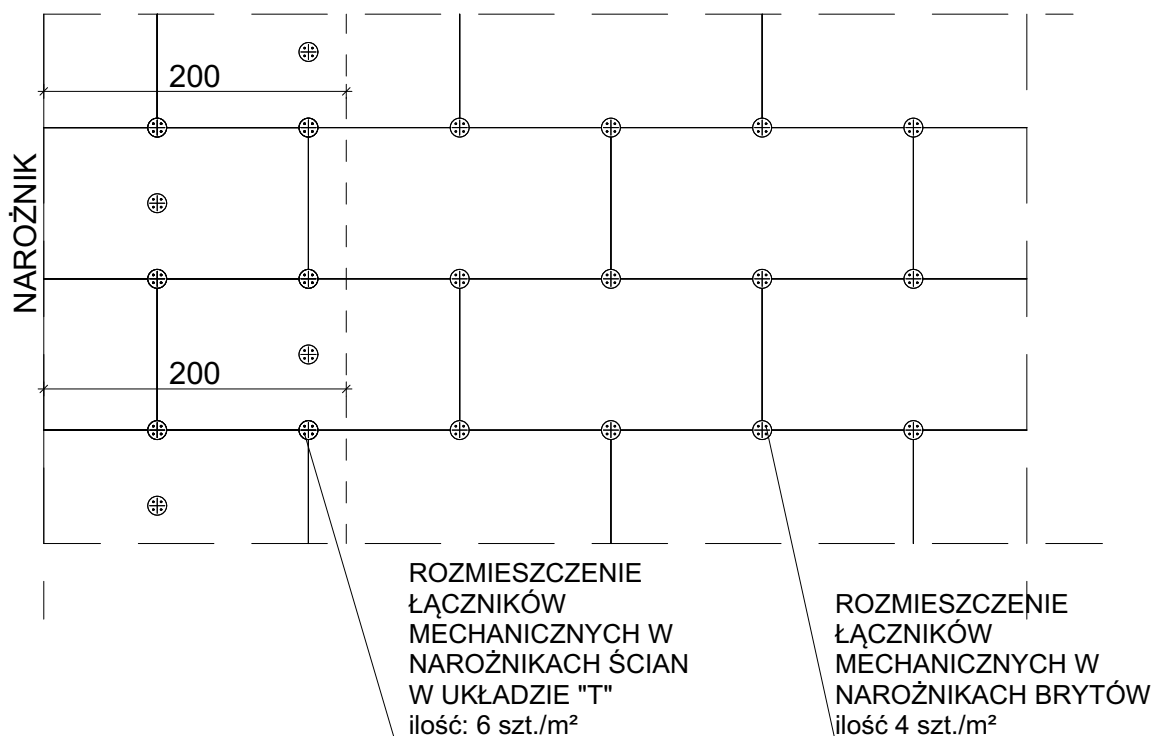 200
NAROŻNIK
200
ROZMIESZCZENIE
ŁĄCZNIKÓW
MECHANICZNYCH W
NAROŻNIKACH ŚCIAN
W UKŁADZIE "T"
ilość: 6 szt./m²
ROZMIESZCZENIE
ŁĄCZNIKÓW
MECHANICZNYCH W
NAROŻNIKACH BRYTÓW
ilość 4 szt./m²